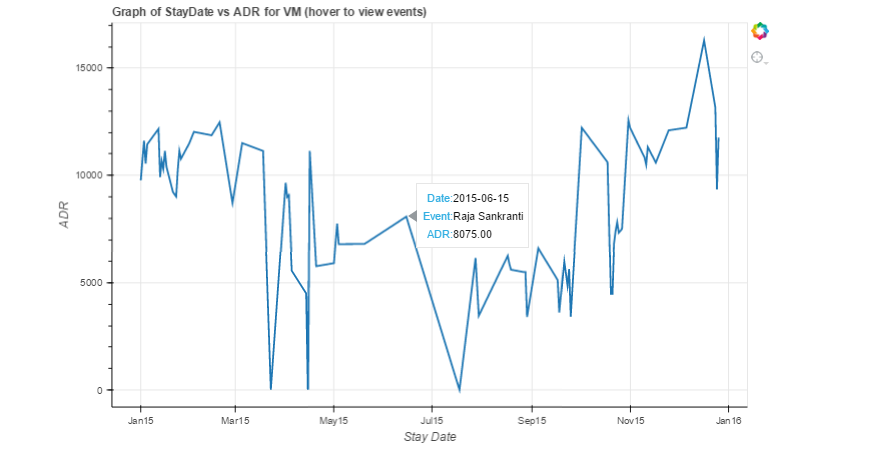 Graph of StayDate vs ADR for VM (hover to view events)
15000
10000
5000
0
ADR
Date:2015-06-15
Event:Raja Sankranti
ADR:8075.00
Jan15 Mar15 May15 Jul15 Sep15 Nov15 Jan16
Stay Date